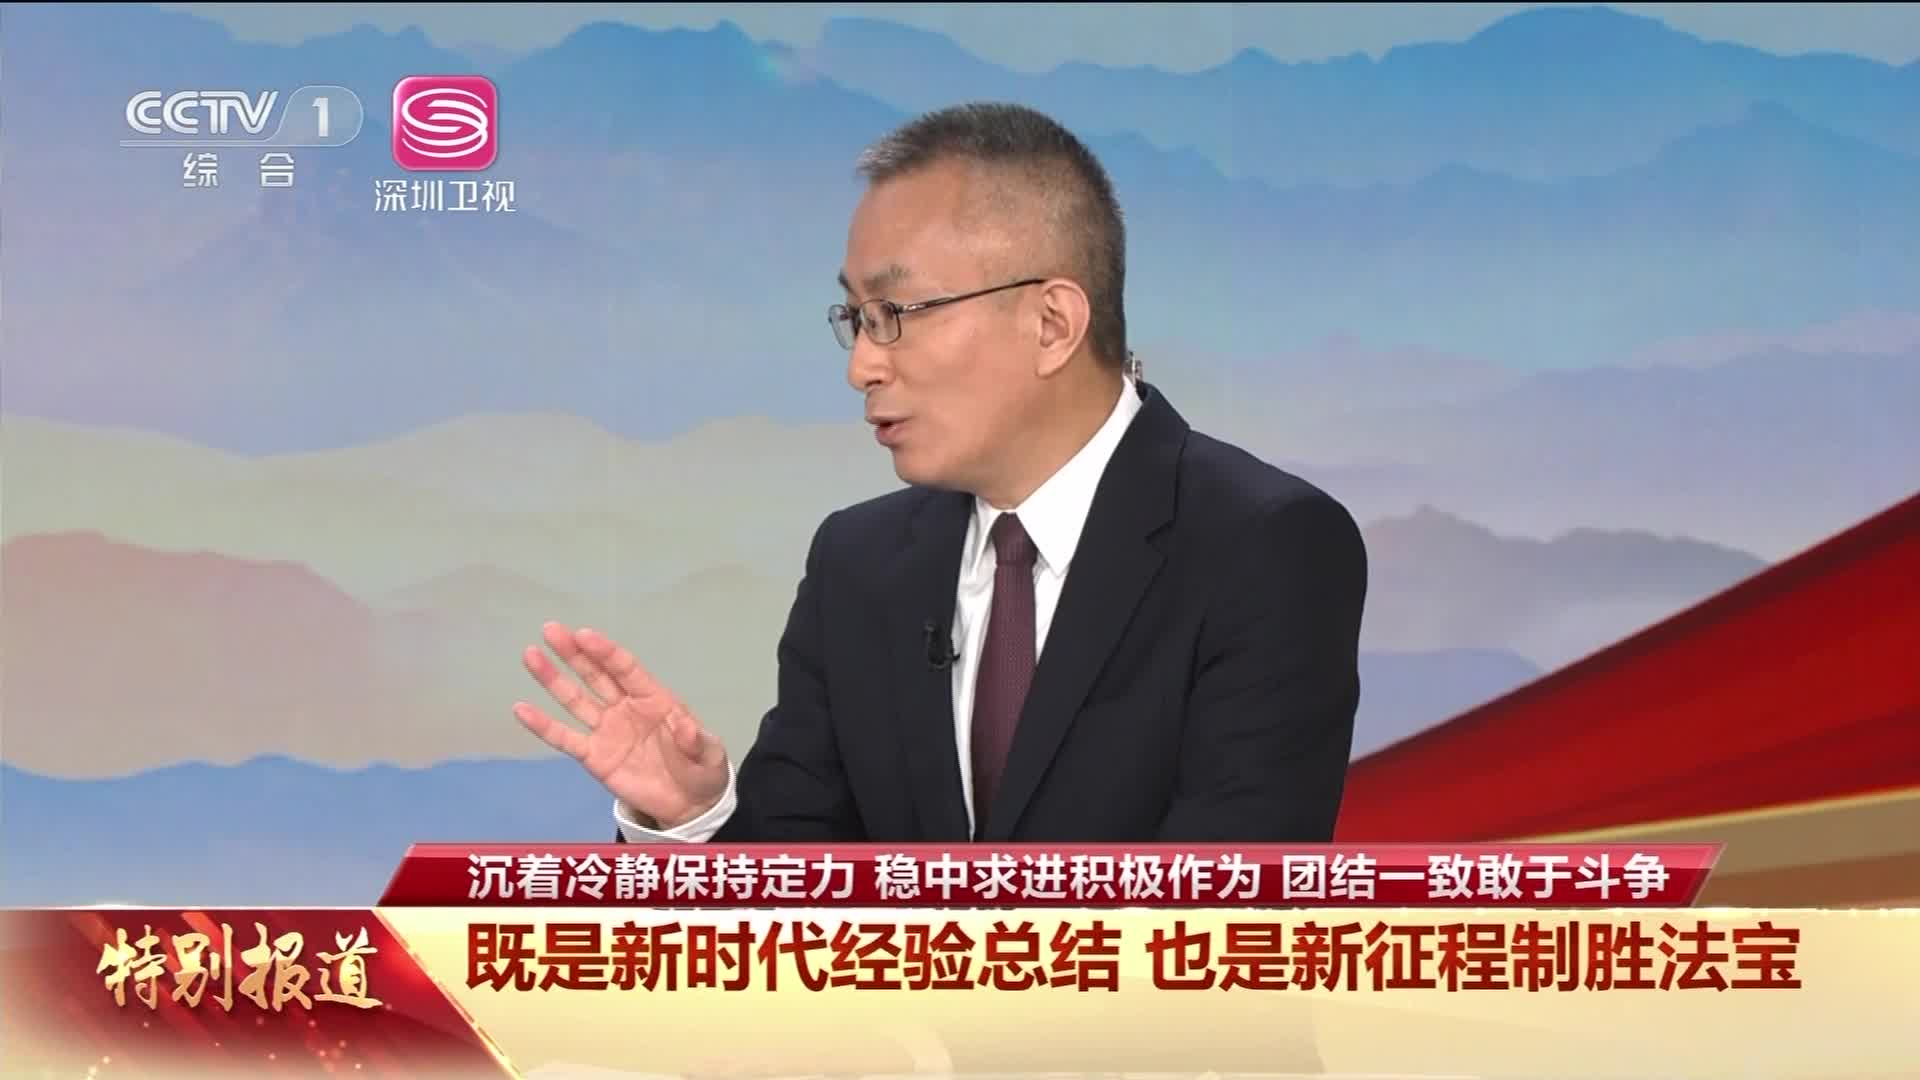 CCTV 1
综合
深圳卫视
沉着冷静保持定力 稳中求进积极作为 团结一致敢于斗争
特别报道
既是新时代经验总结 也是新征程制胜法宝